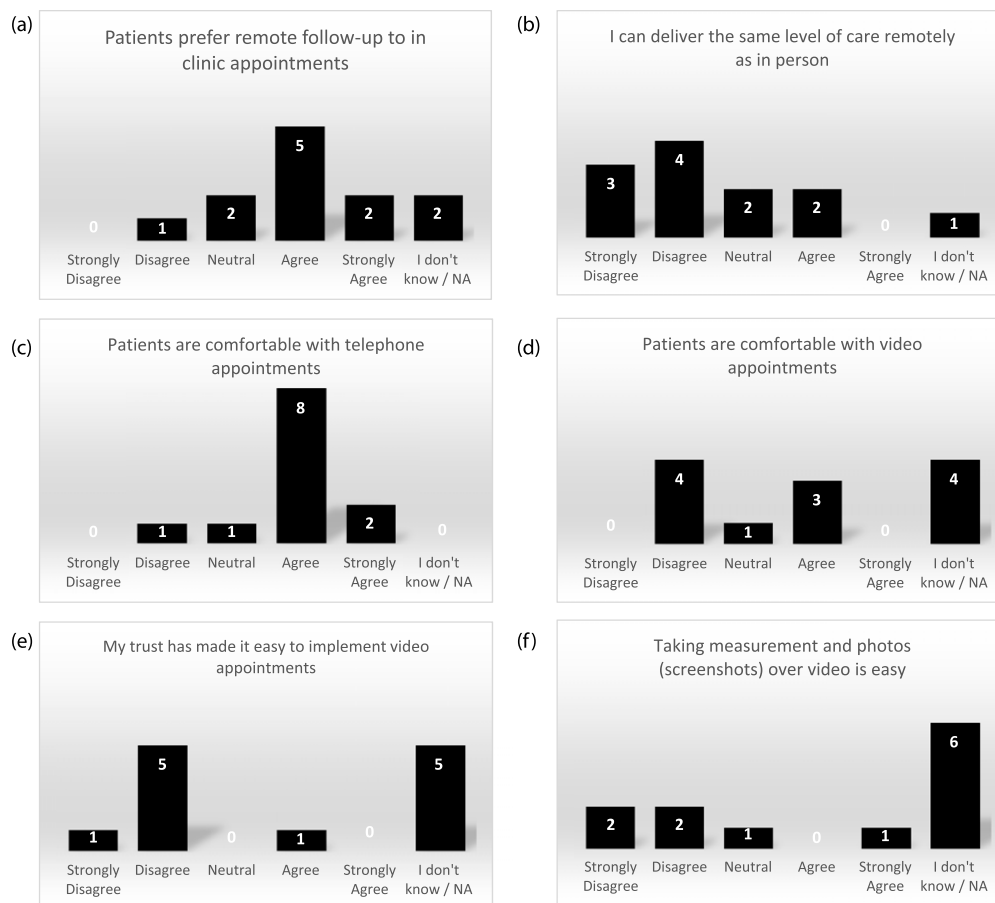 (a)
Patients prefer remote follow-up to in
clinic appointments
0 1 2 5 2 2
Strongly Disagree Neutral Agree Strongly I don't
Disagree Agree know / NA
(b)
I can deliver the same level of care remotely
as in person
3 4 2 2 0 1
Strongly Disagree Neutral Agree Strongly I don't
Disagree Agree know / NA
(c)
Patients are comfortable with telephone
appointments
0 1 1 8 2 0
Strongly Disagree Neutral Agree Strongly I don't
Disagree Agree know / NA
(d)
Patients are comfortable with video
appointments
0 4 1 3 0 4
Strongly Disagree Neutral Agree Strongly I don't
Disagree Agree know / NA
(e)
My trust has made it easy to implement video
appointments
1 5 0 1 0 5
Strongly Disagree Neutral Agree Strongly I don't
Disagree Agree know / NA
(f)
Taking measurement and photos
(screenshots) over video is easy
2 2 1 0 1 6
Strongly Disagree Neutral Agree Strongly I don't
Disagree Agree know / NA